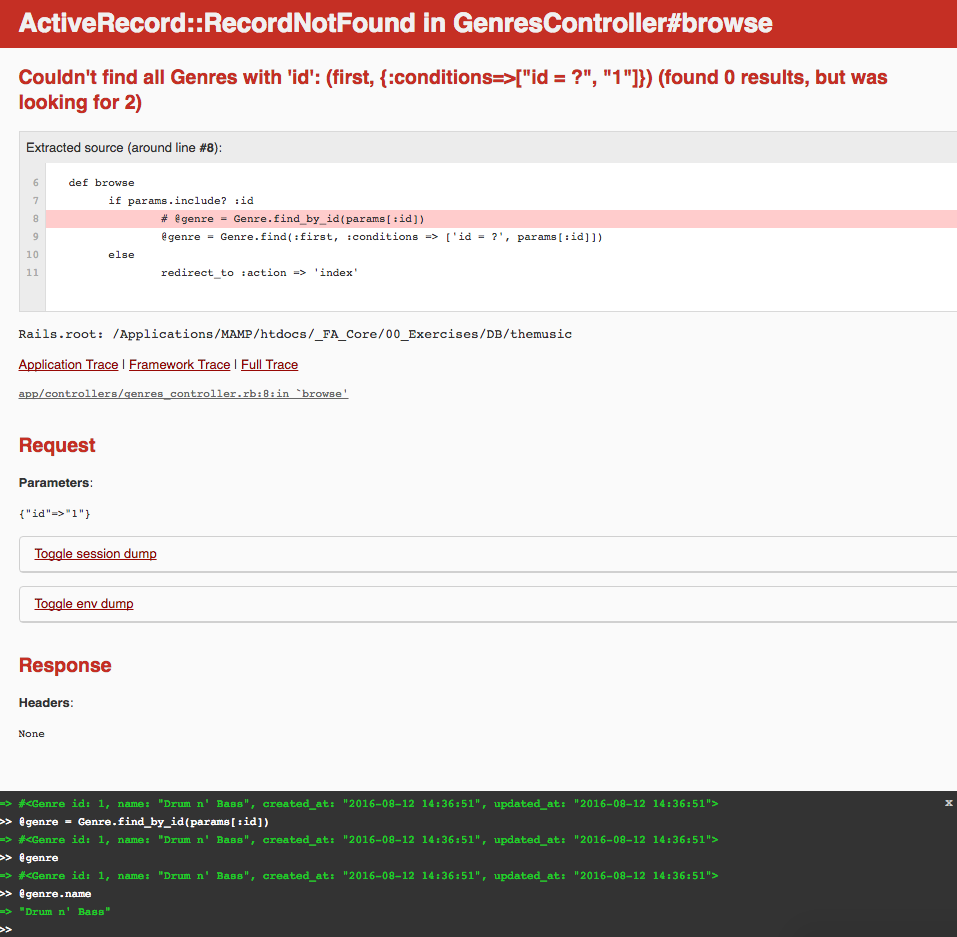 ActiveRecord::RecordNotFound in GenresController#browse
Couldn't find all Genres with 'id': (first, {:conditions=>["id = ?", "1"]}) (found 0 results, but was
looking for 2)
Extracted source (around line #8):
6 def browse
7 if params.include? :id
8 # @genre = Genre.find_by_id(params[:id])
9 @genre = Genre.find(:first, :conditions => ['id = ?', params[:id]])
10 else
11 redirect_to :action => 'index'
Rails.root: /Applications/MAMP/htdocs/_FA_Core/00_Exercises/DB/themusic
Application Trace | Framework Trace | Full Trace
app/controllers/genres_controller.rb:8:in `browse'
Request
Parameters:
{"id"=>"1"}
Toggle session dump
Toggle env dump
Response
Headers:
None
=> #<Genre id: 1, name: "Drum n' Bass", created_at: "2016-08-12 14:36:51", updated_at: "2016-08-12 14:36:51"> x
>> @genre = Genre.find_by_id(params[:id])
=> #<Genre id: 1, name: "Drum n' Bass", created_at: "2016-08-12 14:36:51", updated_at: "2016-08-12 14:36:51">
>> @genre
=> #<Genre id: 1, name: "Drum n' Bass", created_at: "2016-08-12 14:36:51", updated_at: "2016-08-12 14:36:51">
>> @genre.name
=> "Drum n' Bass"
>>